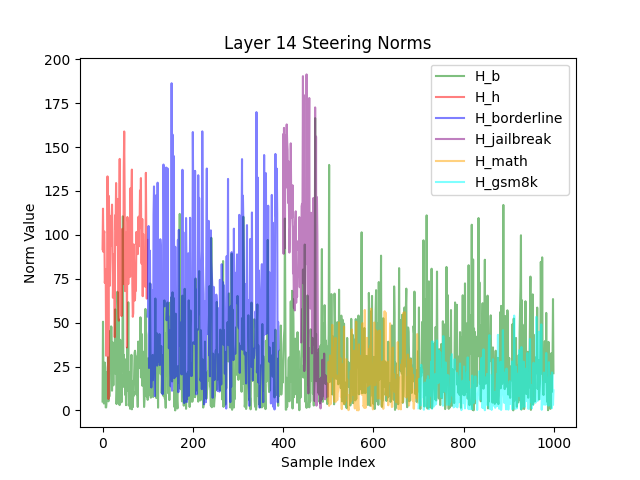 Layer 14 Steering Norms
200
175
150
125
100
75
50
25
0
Norm Value
0
200
400
600
800
1000
Sample Index
H_b
H_h
H_borderline
H_jailbreak
H_math
H_gsm8k